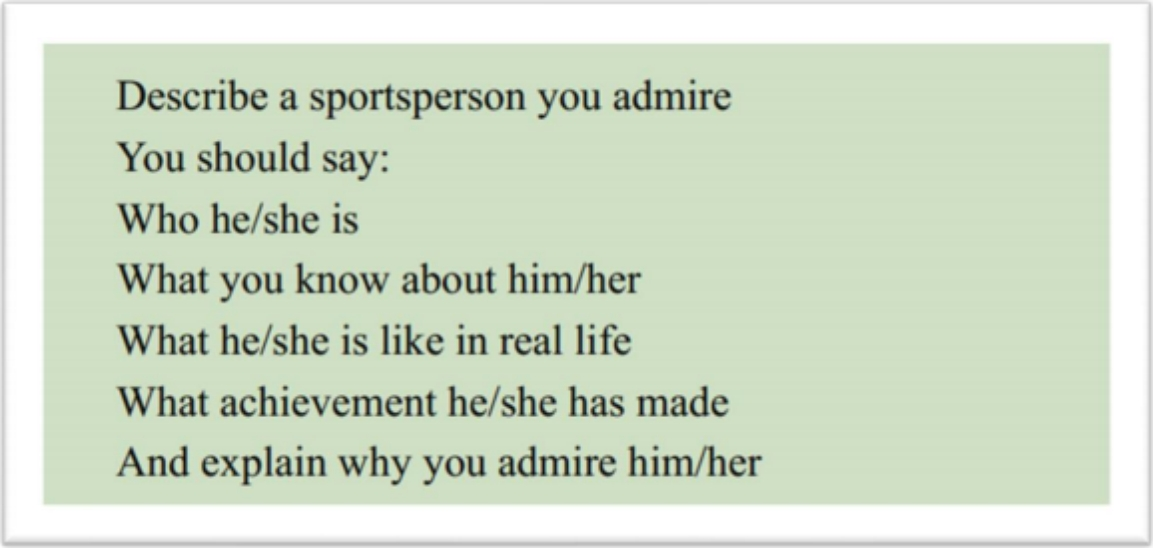 Describe a sportsperson you admire
You should say:
Who he/she is
What you know about him/her
What he/she is like in real life
What achievement he/she has made
And explain why you admire him/her